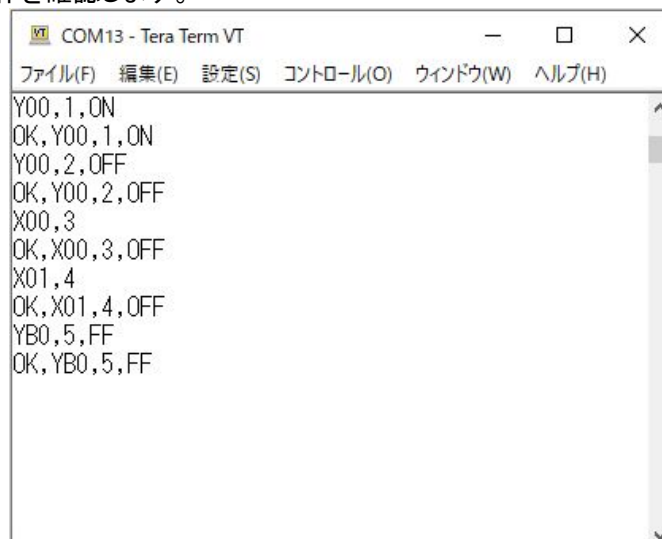 を確認します。
COM13 - Tera Term VT
ファイル(F) 編集(E) 設定(S) コントロール(O) ウィンドウ(W) ヘルプ(H)
Y00,1,ON
OK,Y00,1,ON
Y00,2,OFF
OK,Y00,2,OFF
X00,3
OK,X00,3,OFF
X01,4
OK,X01,4,OFF
YB0,5,FF
OK,YB0,5,FF